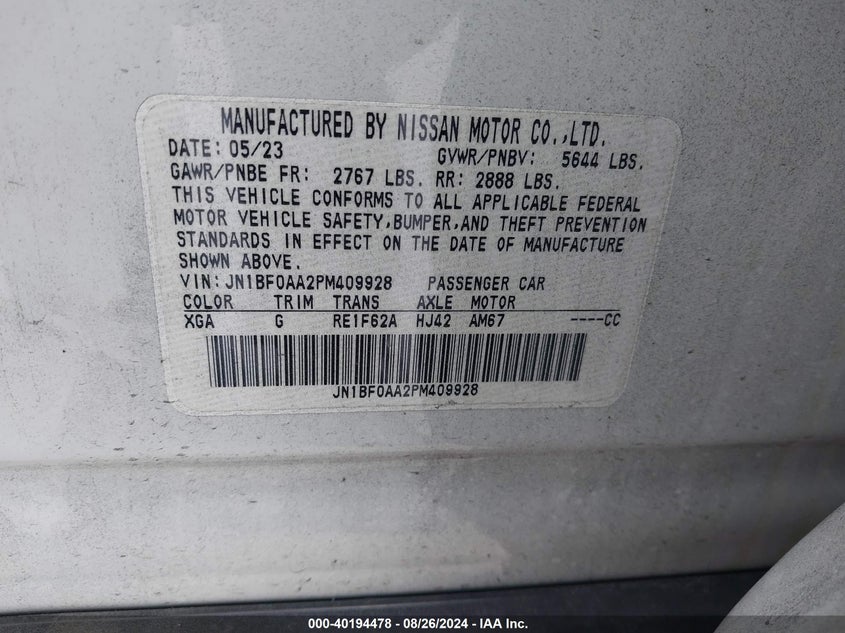 MANUFACTURED BY NISSAN MOTOR CO.,LTD.
DATE: 05/23 GVWR/PNBV: 5644 LBS.
GAWR/PNBE FR: 2767 LBS. RR: 2888 LBS.
THIS VEHICLE CONFORMS TO ALL APPLICABLE FEDERAL
MOTOR VEHICLE SAFETY,BUMPER,AND THEFT PREVENTION
STANDARDS IN EFFECT ON THE DATE OF MANUFACTURE
SHOWN ABOVE.
VIN: JN1BF0AA2PM409928 PASSENGER CAR
COLOR TRIM TRANS AXLE MOTOR
XGA G RE1F62A HJ42 AM67 ----CC
JN1BF0AA2PM409928
000-40194478 - 08/26/2024 - IAA Inc.